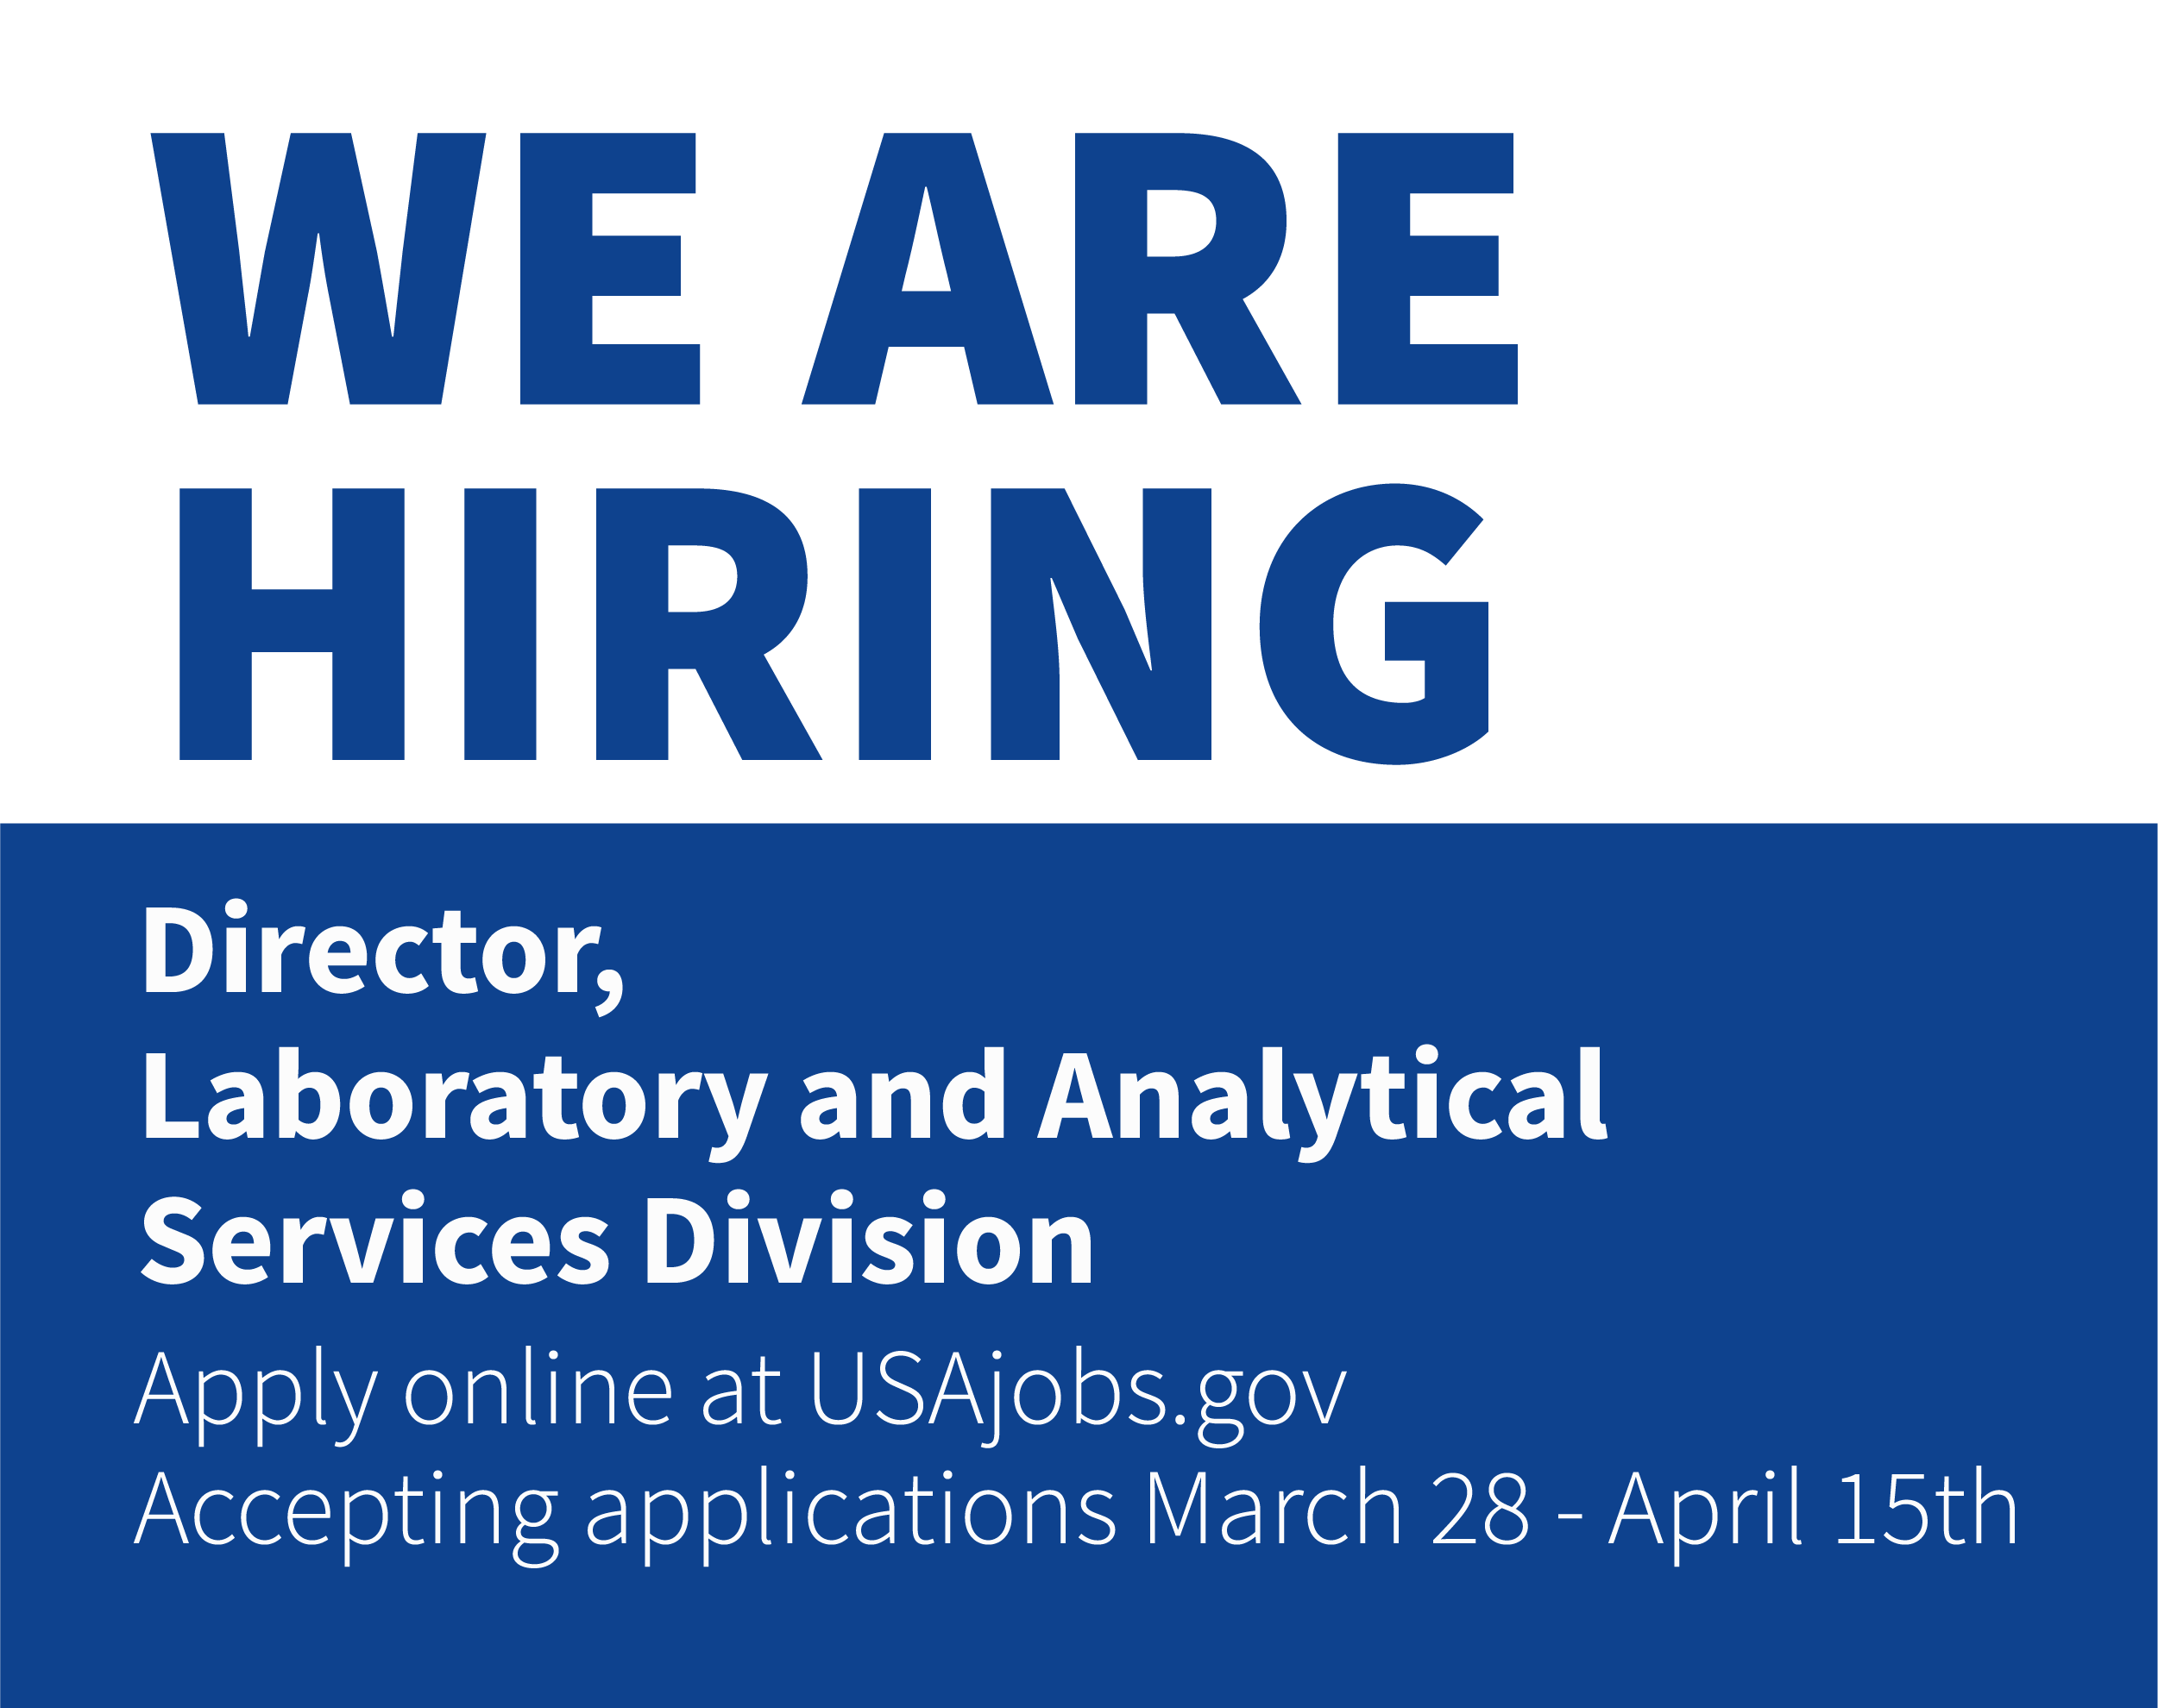 WE ARE
HIRING
Director,
Laboratory and Analytical
Services Division
Apply online at USAjobs.gov
Accepting applications March 28 - April 15th